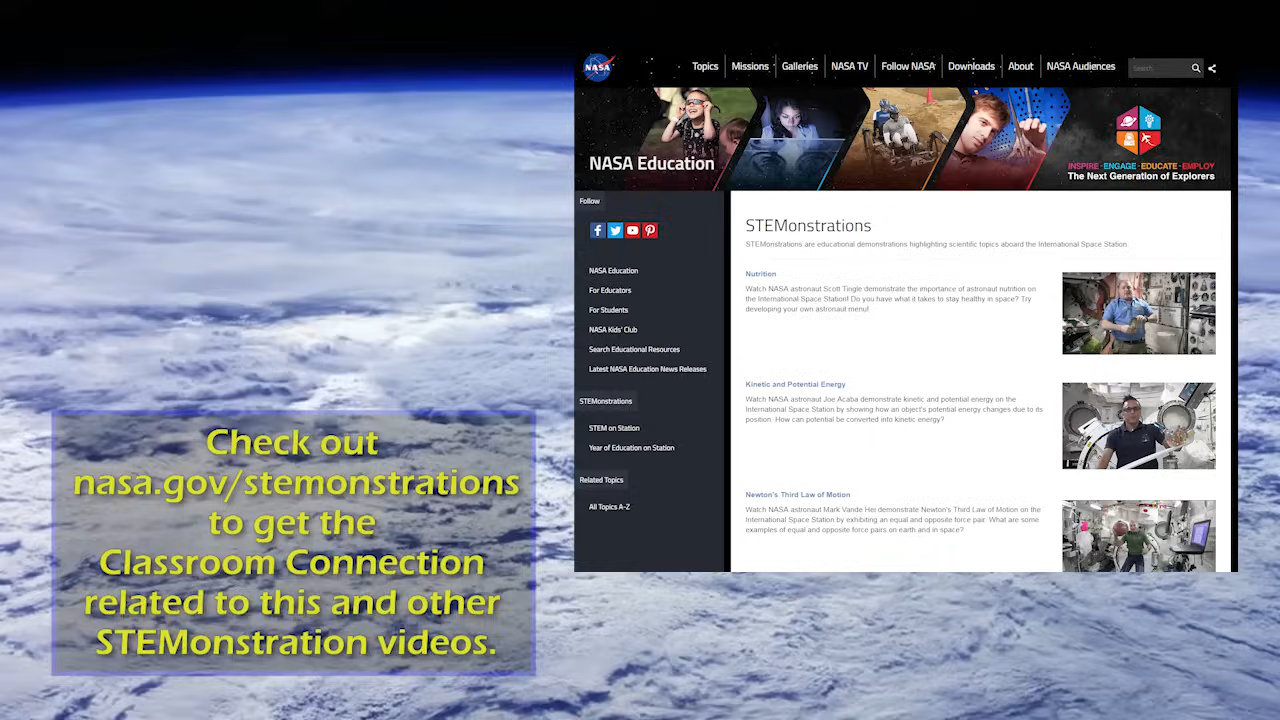 NASA
Topics
Missions
Galleries
NASA TV
Follow NASA
Downloads
About
NASA Audiences
Search
NASA Education
INSPIRE - ENGAGE - EDUCATE - EMPLOY
The Next Generation of Explorers
Follow
NASA Education
For Educators
For Students
NASA Kids' Club
Search Educational Resources
Latest NASA Education News Releases
STEMonstrations
STEM on Station
Year of Education on Station
Related Topics
All Topics A-Z
STEMonstrations
STEMonstrations are educational demonstrations highlighting scientific topics aboard the International Space Station.
Nutrition
Watch NASA astronaut Scott Tingle demonstrate the importance of astronaut nutrition on
the International Space Station! Do you have what it takes to stay healthy in space? Try
developing your own astronaut menu!
Kinetic and Potential Energy
Watch NASA astronaut Joe Acaba demonstrate kinetic and potential energy on the
International Space Station by showing how an object's potential energy changes due to its
position. How can potential be converted into kinetic energy?
Newton's Third Law of Motion
Watch NASA astronaut Mark Vande Hei demonstrate Newton's Third Law of Motion on the
International Space Station by exhibiting an equal and opposite force pair. What are some
examples of equal and opposite force pairs on earth and in space?
Check out
nasa.gov/stemonstrations
to get the
Classroom Connection
related to this and other
STEMonstration videos.